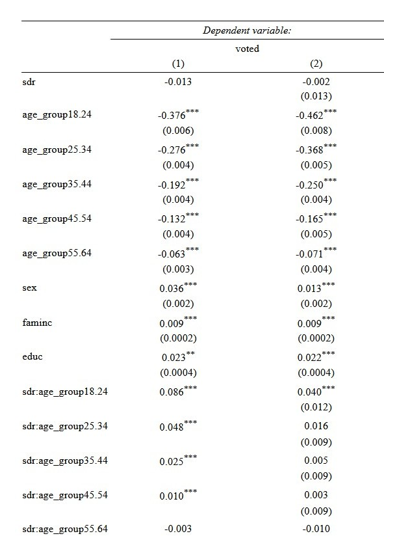 Dependent variable:
voted
(1) (2)
sdr -0.013 -0.002
(0.013)
age_group18.24 -0.376*** -0.462***
(0.006) (0.008)
age_group25.34 -0.276*** -0.368***
(0.004) (0.005)
age_group35.44 -0.192*** -0.250***
(0.004) (0.004)
age_group45.54 -0.132*** -0.165***
(0.004) (0.005)
age_group55.64 -0.063*** -0.071***
(0.003) (0.004)
sex 0.036*** 0.013***
(0.002) (0.002)
faminc 0.009*** 0.009***
(0.0002) (0.0002)
educ 0.023** 0.022***
(0.0004) (0.0004)
sdr:age_group18.24 0.086*** 0.040***
(0.012)
sdr:age_group25.34 0.048*** 0.016
(0.009)
sdr:age_group35.44 0.025*** 0.005
(0.009)
sdr:age_group45.54 0.010*** 0.003
(0.009)
sdr:age_group55.64 -0.003 -0.010